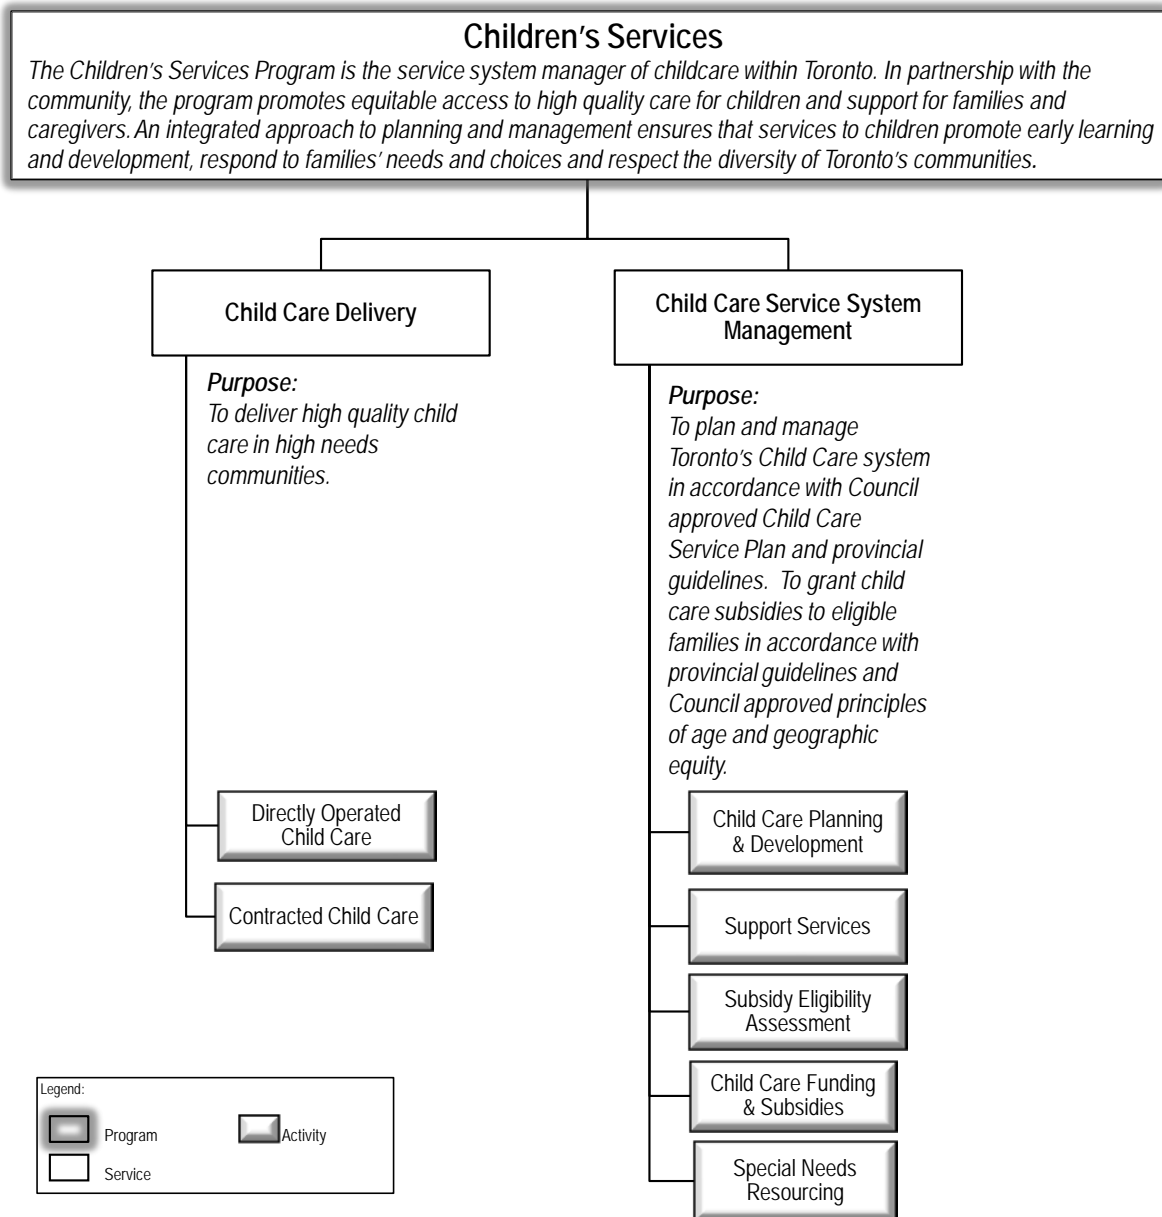 Children's Services
The Children's Services Program is the service system manager of childcare within Toronto. In partnership with the
community, the program promotes equitable access to high quality care for children and support for families and
caregivers. An integrated approach to planning and management ensures that services to children promote early learning
and development, respond to families' needs and choices and respect the diversity of Toronto's communities.
Child Care Delivery
Purpose:
To deliver high quality child
care in high needs
communities.
Directly Operated
Child Care
Contracted Child Care
Child Care Service System
Management
Purpose:
To plan and manage
Toronto's Child Care system
in accordance with Council
approved Child Care
Service Plan and provincial
guidelines. To grant child
care subsidies to eligible
families in accordance with
provincial guidelines and
Council approved principles
of age and geographic
equity.
Child Care Planning
& Development
Support Services
Subsidy Eligibility
Assessment
Child Care Funding
& Subsidies
Special Needs
Resourcing
Legend:
Program
Activity
Service